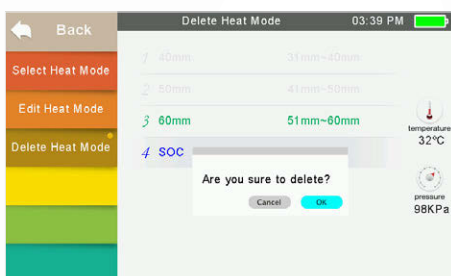 Back
Delete Heat Mode 03:39 PM
Select Heat Mode
Edit Heat Mode
Delete Heat Mode
1 40mm 31mm~40mm
2 50mm 41mm~50mm
3 60mm 51mm~60mm
4 SOC
Are you sure to delete?
Cancel OK
temperature
32°C
pressure
98KPa